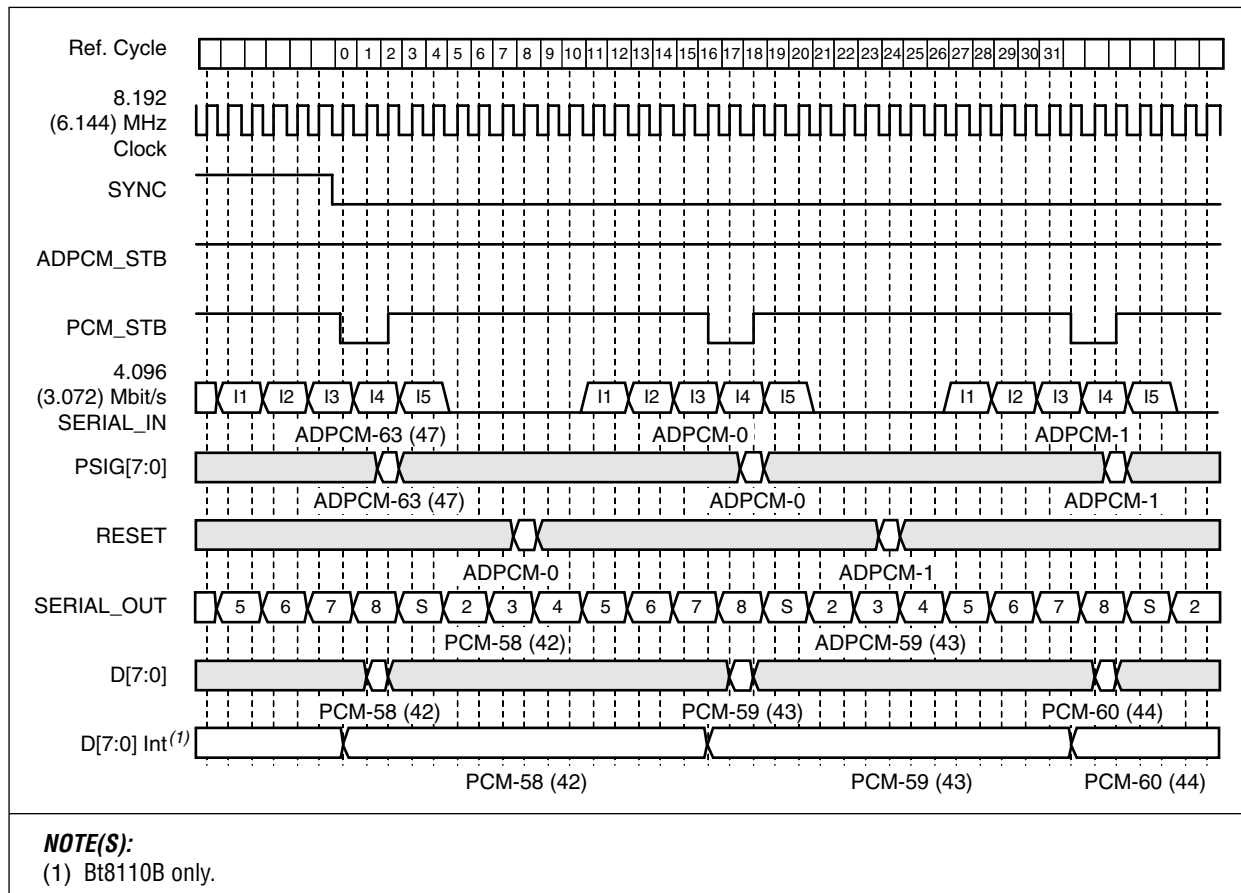 Ref. Cycle 0 1 2 3 4 5 6 7 8 9 10 11 12 13 14 15 16 17 18 19 20 21 22 23 24 25 26 27 28 29 30 31
8.192
(6.144) MHz
Clock
SYNC
ADPCM_STB
PCM_STB
4.096
(3.072) Mbit/s
SERIAL_IN
I1 I2 I3 I4 I5 I1 I2 I3 I4 I5 I1 I2 I3 I4 I5
ADPCM-63 (47) ADPCM-0 ADPCM-1
PSIG[7:0]
ADPCM-63 (47) ADPCM-0 ADPCM-1
RESET
ADPCM-0 ADPCM-1
SERIAL_OUT 5 6 7 8 S 2 3 4 5 6 7 8 S 2 3 4 5 6 7 8 S 2
PCM-58 (42) ADPCM-59 (43)
D[7:0]
PCM-58 (42) PCM-59 (43) PCM-60 (44)
D[7:0] Int(1)
PCM-58 (42) PCM-59 (43) PCM-60 (44)
NOTE(S):
(1) Bt8110B only.